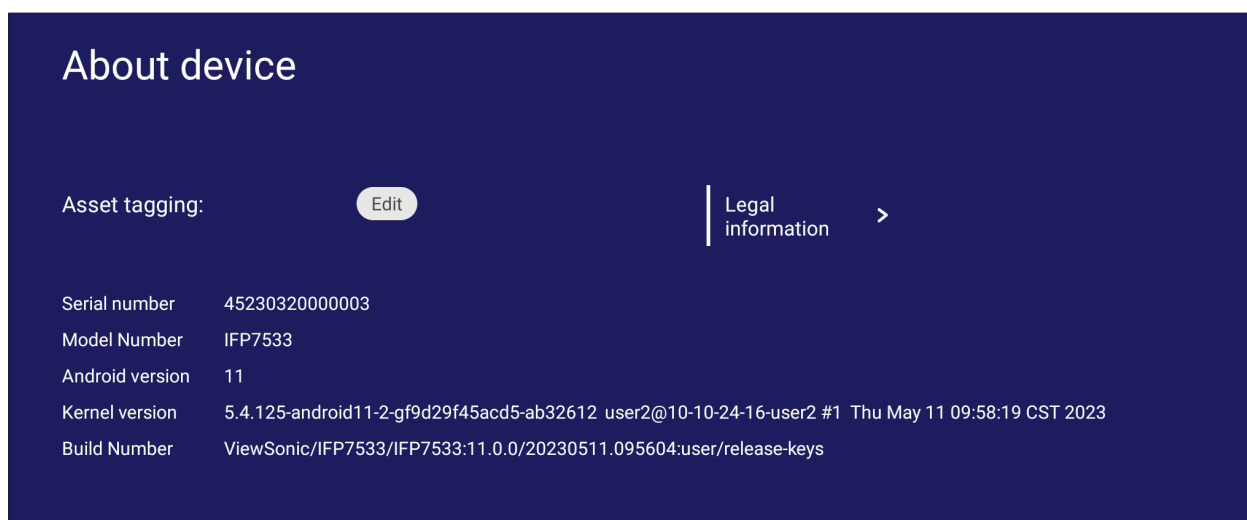 About device
Asset tagging:
Edit
Legal
information
Serial number 45230320000003
Model Number IFP7533
Android version 11
Kernel version 5.4.125-android11-2-gf9d29f45acd5-ab32612 user2@10-10-24-16-user2 #1 Thu May 11 09:58:19 CST 2023
Build Number ViewSonic/IFP7533/IFP7533:11.0.0/20230511.095604:user/release-keys